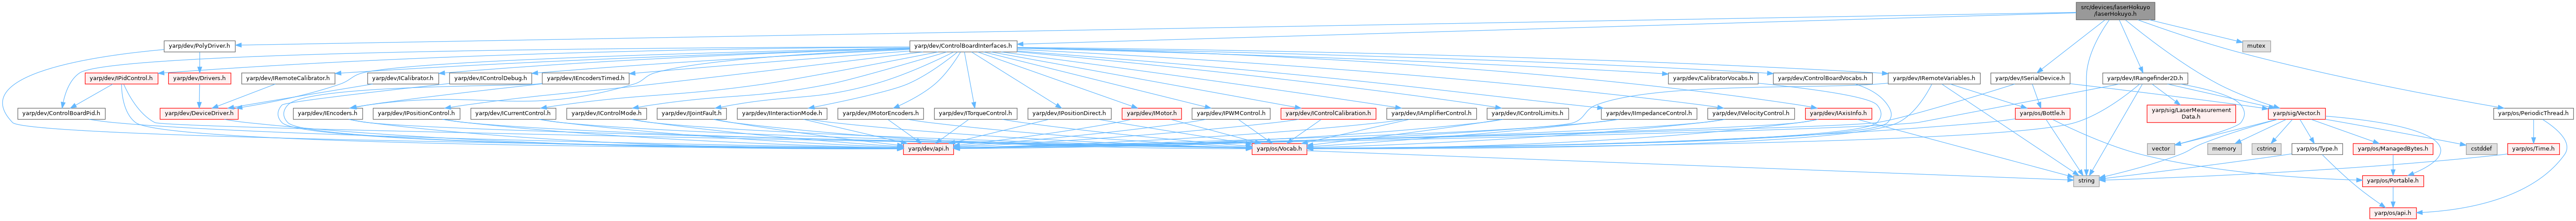 src/devices/laserHokuyo
/laserHokuyo.h
yarp/dev/PolyDriver.h
yarp/dev/ControlBoardInterfaces.h
mutex
yarp/dev/IPidControl.h
yarp/dev/Drivers.h
yarp/dev/IRemoteCalibrator.h
yarp/dev/ICalibrator.h
yarp/dev/IControlDebug.h
yarp/dev/IEncodersTimed.h
yarp/dev/CalibratorVocabs.h
yarp/dev/ControlBoardVocabs.h
yarp/dev/IRemoteVariables.h
yarp/dev/ISerialDevice.h
yarp/dev/IRangefinder2D.h
yarp/dev/ControlBoardPid.h
yarp/dev/DeviceDriver.h
yarp/dev/IEncoders.h
yarp/dev/IPositionControl.h
yarp/dev/ICurrentControl.h
yarp/dev/IControlMode.h
yarp/dev/IJointFault.h
yarp/dev/IInteractionMode.h
yarp/dev/IMotorEncoders.h
yarp/dev/ITorqueControl.h
yarp/dev/IPositionDirect.h
yarp/dev/IMotor.h
yarp/dev/IPWMControl.h
yarp/dev/IControlCalibration.h
yarp/dev/IAmplifierControl.h
yarp/dev/IControlLimits.h
yarp/dev/IImpedanceControl.h
yarp/dev/IVelocityControl.h
yarp/dev/IAxisInfo.h
yarp/os/Bottle.h
yarp/sig/LaserMeasurement
Data.h
yarp/sig/Vector.h
yarp/os/PeriodicThread.h
yarp/dev/api.h
yarp/os/Vocab.h
vector
memory
cstring
yarp/os/Type.h
yarp/os/ManagedBytes.h
cstddef
yarp/os/Time.h
string
yarp/os/Portable.h
yarp/os/api.h